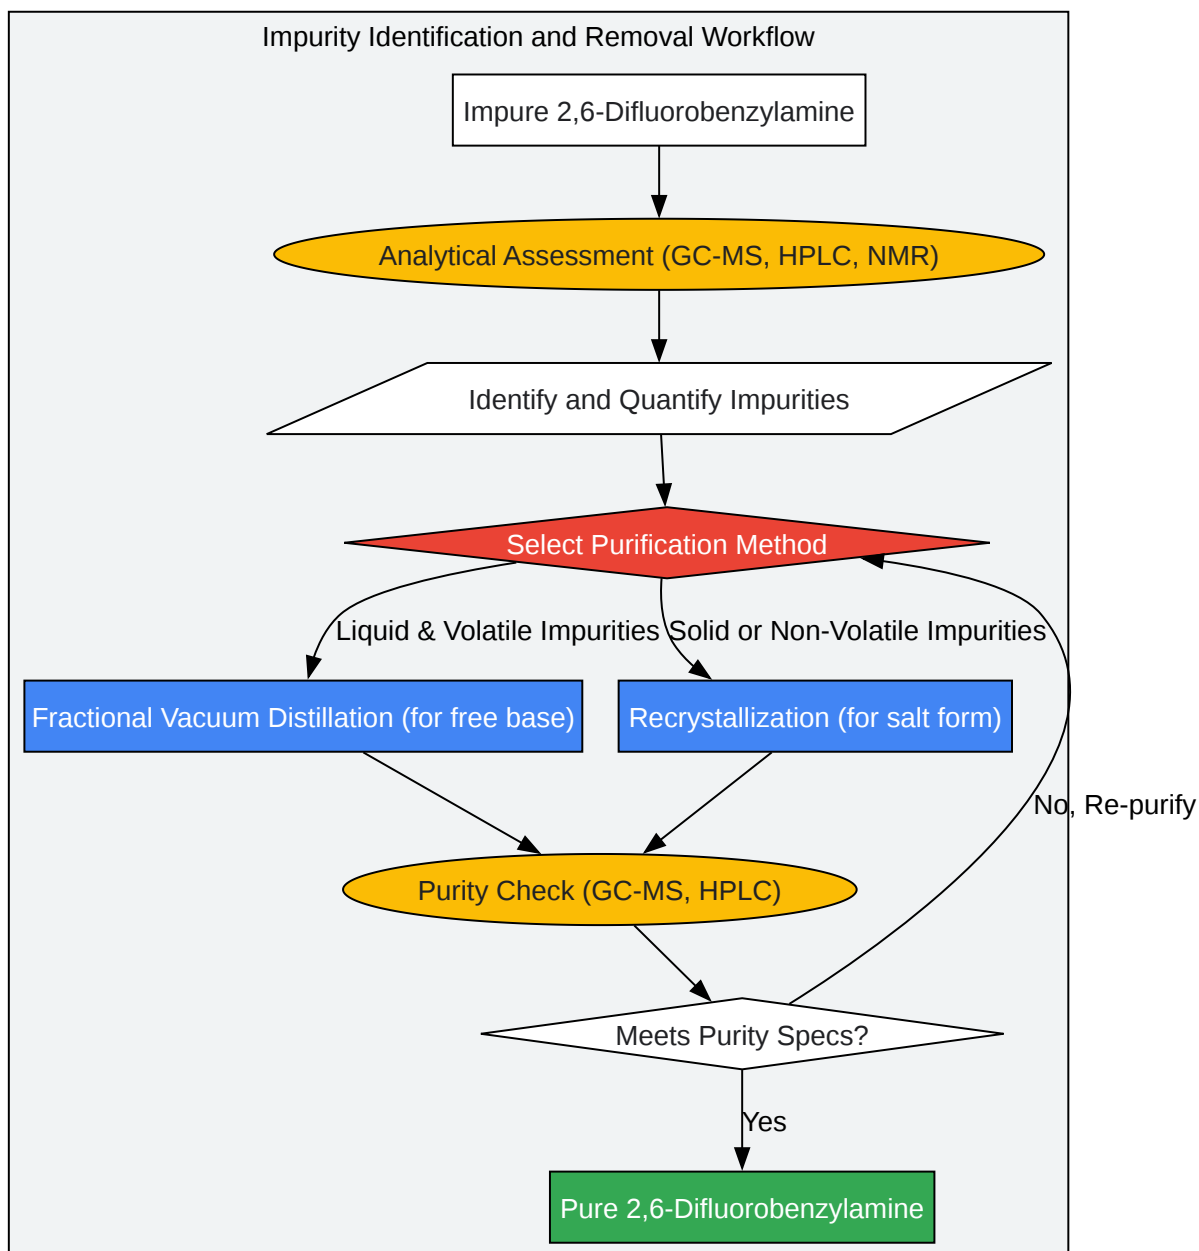 Impurity Identification and Removal Workflow
Impure 2,6-Difluorobenzylamine
Analytical Assessment (GC-MS, HPLC, NMR)
Identify and Quantify Impurities
Select Purification Method
Liquid & Volatile Impurities
Solid or Non-Volatile Impurities
Fractional Vacuum Distillation (for free base)
Recrystallization (for salt form)
No, Re-purify
Purity Check (GC-MS, HPLC)
Meets Purity Specs?
Yes
Pure 2,6-Difluorobenzylamine